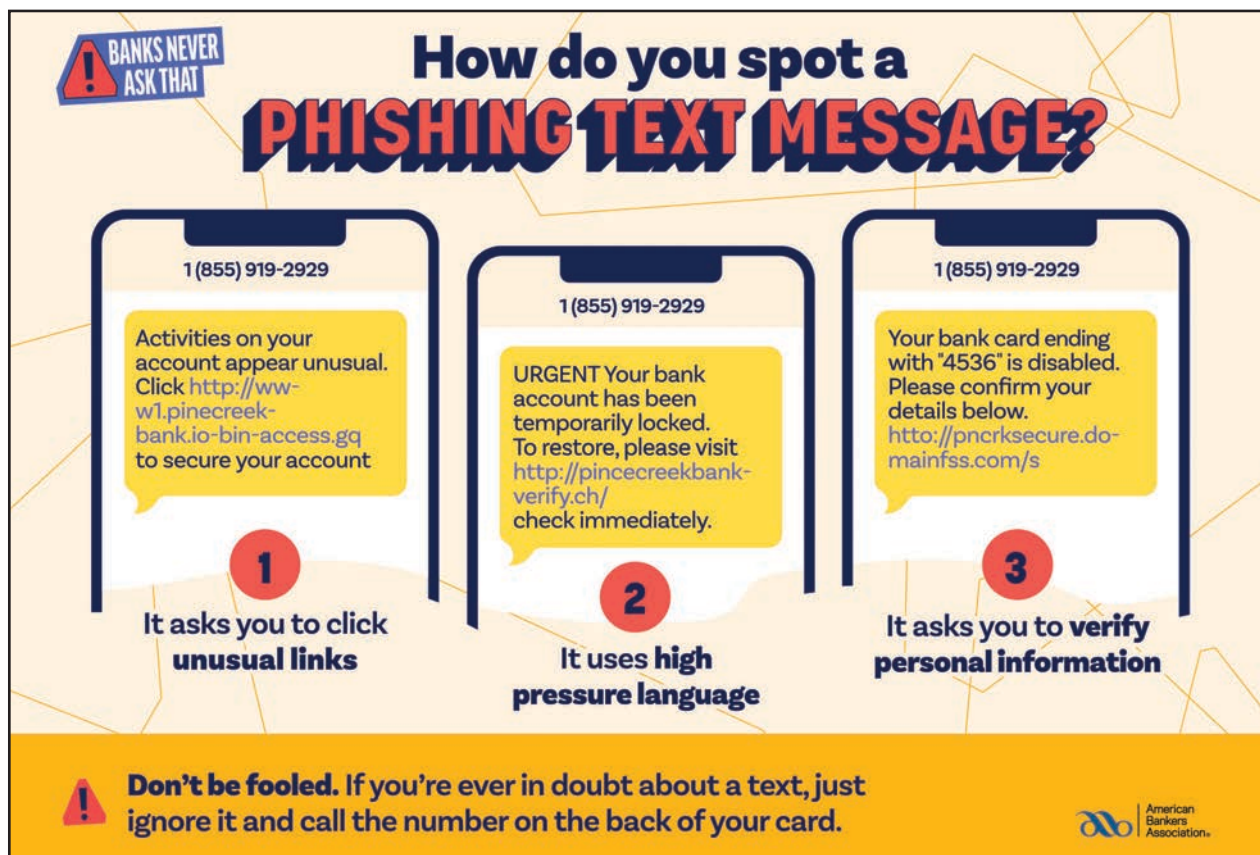 BANKS NEVER
ASK THAT
How do you spot a
PHISHING TEXT MESSAGE?
1 (855) 919-2929
Activities on your
account appear unusual.
Click http://ww-
w1.pinecreek-
bank.io-bin-access.gq
to secure your account
1
It asks you to click
unusual links
1 (855) 919-2929
URGENT Your bank
account has been
temporarily locked.
To restore, please visit
http://pincecreekbank-
verify.ch/
check immediately.
2
It uses high
pressure language
1 (855) 919-2929
Your bank card ending
with "4536" is disabled.
Please confirm your
details below.
htto://pncrksecure.do-
mainfss.com/s
3
It asks you to verify
personal information
Don't be fooled. If you're ever in doubt about a text, just
ignore it and call the number on the back of your card.
American
Bankers
Association®